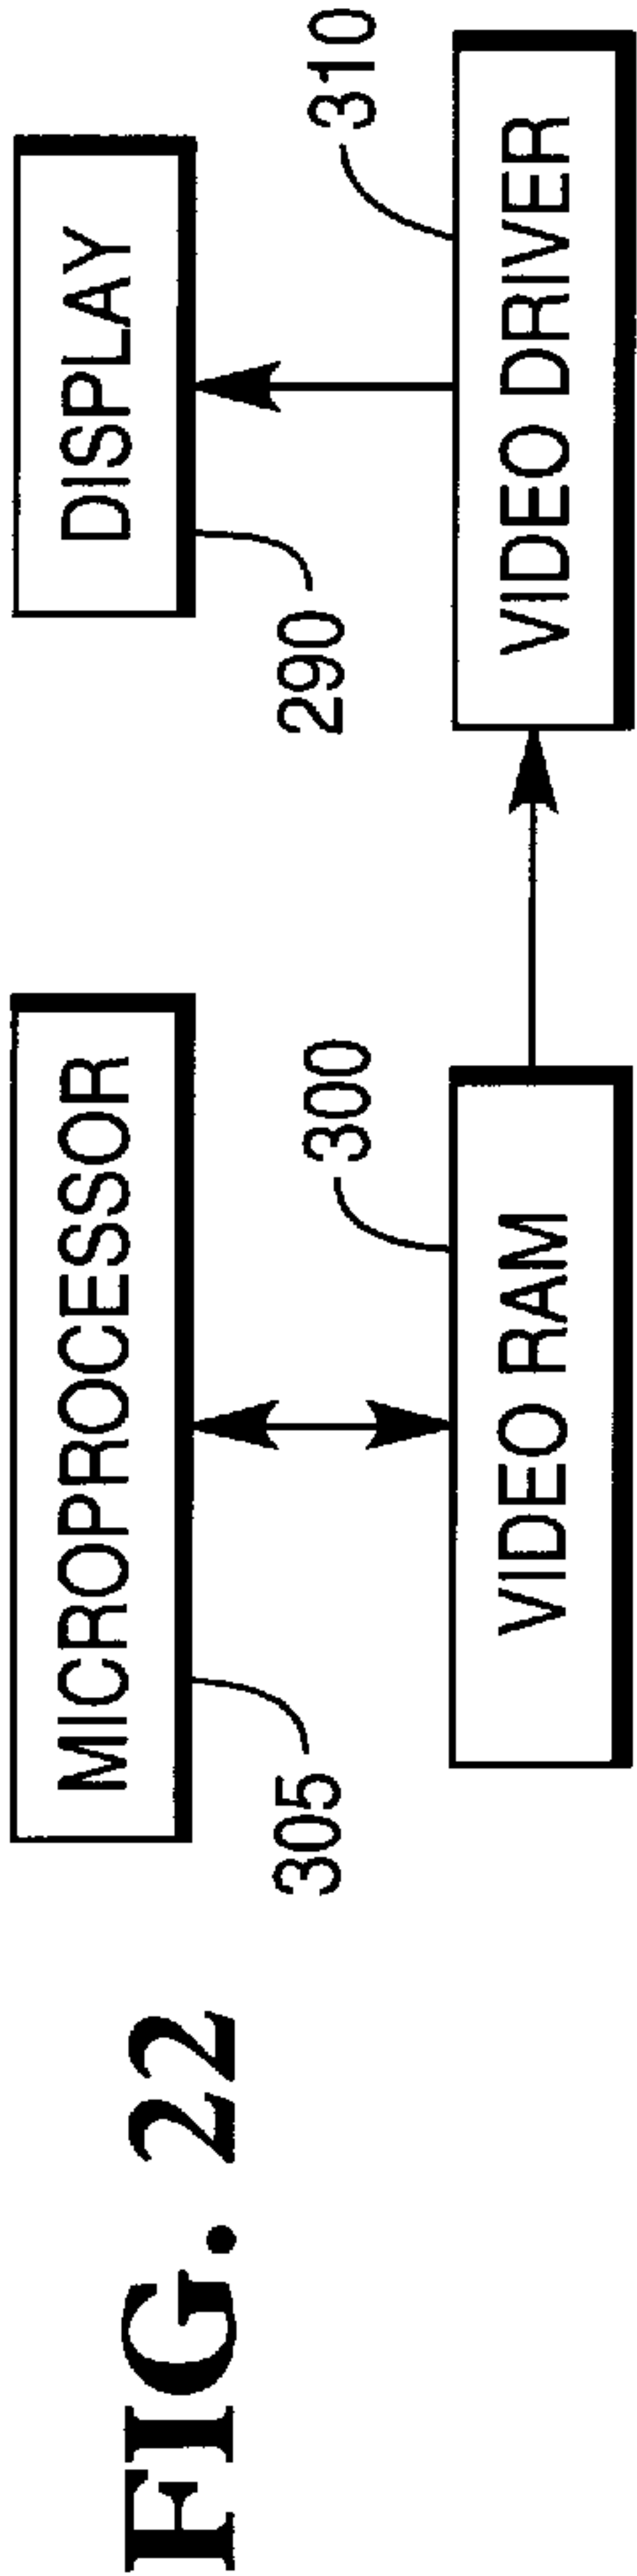 FIG. 22
MICROPROCESSOR
DISPLAY
305
300
290
310
VIDEO RAM
VIDEO DRIVER